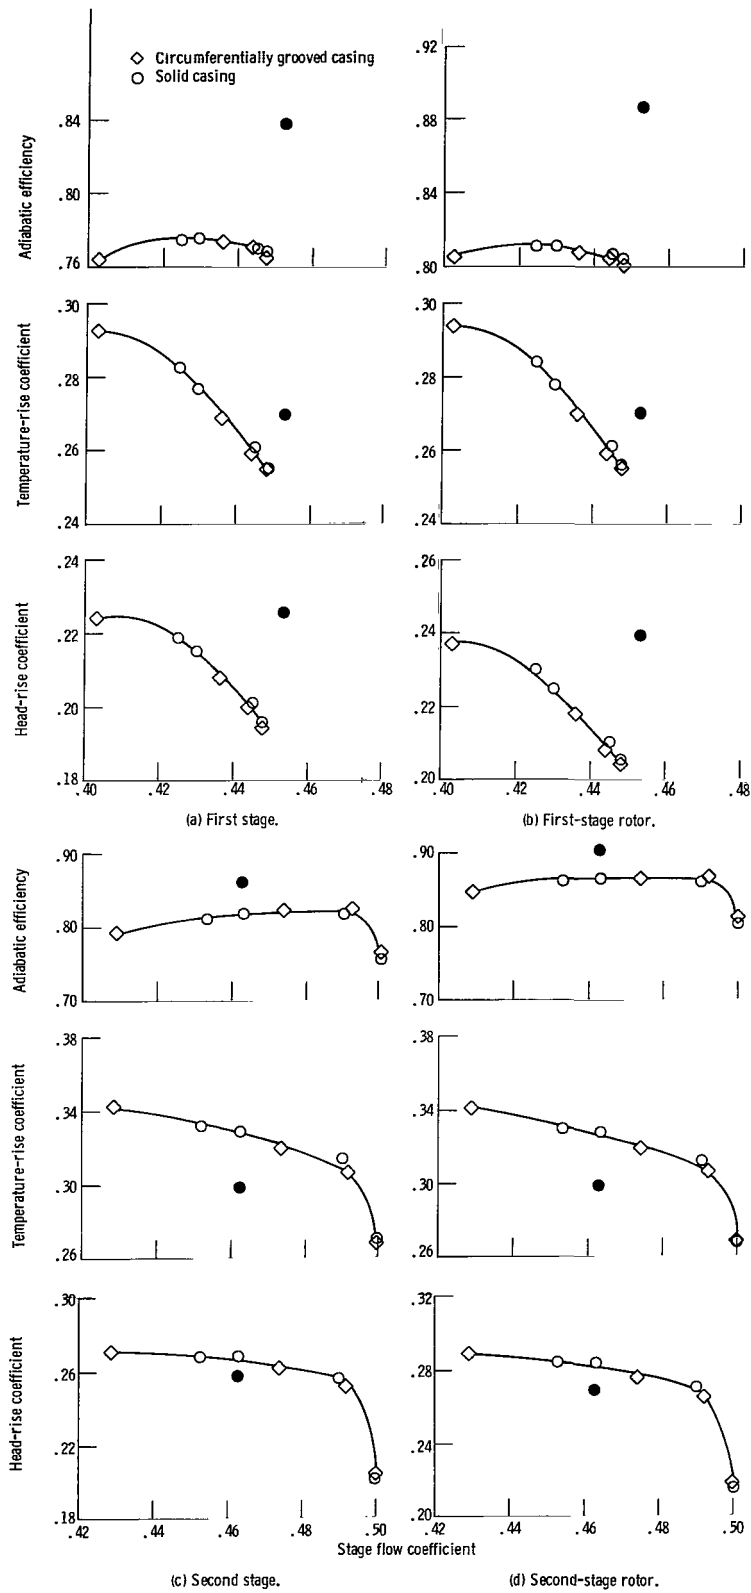 ◇ Circumferentially grooved casing
○ Solid casing
Adiabatic efficiency
.84
.80
.76
.92
.88
.84
.80
Temperature-rise coefficient
.30
.28
.26
.24
.30
.28
.26
.24
Head-rise coefficient
.24
.22
.20
.18
.26
.24
.22
.20
.40 .42 .44 .46 .48
.40 .42 .44 .46 .48
(a) First stage.
(b) First-stage rotor.
Adiabatic efficiency
.90
.80
.70
.90
.80
.70
Temperature-rise coefficient
.38
.34
.30
.26
.38
.34
.30
.26
Head-rise coefficient
.30
.26
.22
.18
.32
.28
.24
.20
.42 .44 .46 .48 .50
.42 .44 .46 .48 .50
Stage flow coefficient
(c) Second stage.
(d) Second-stage rotor.